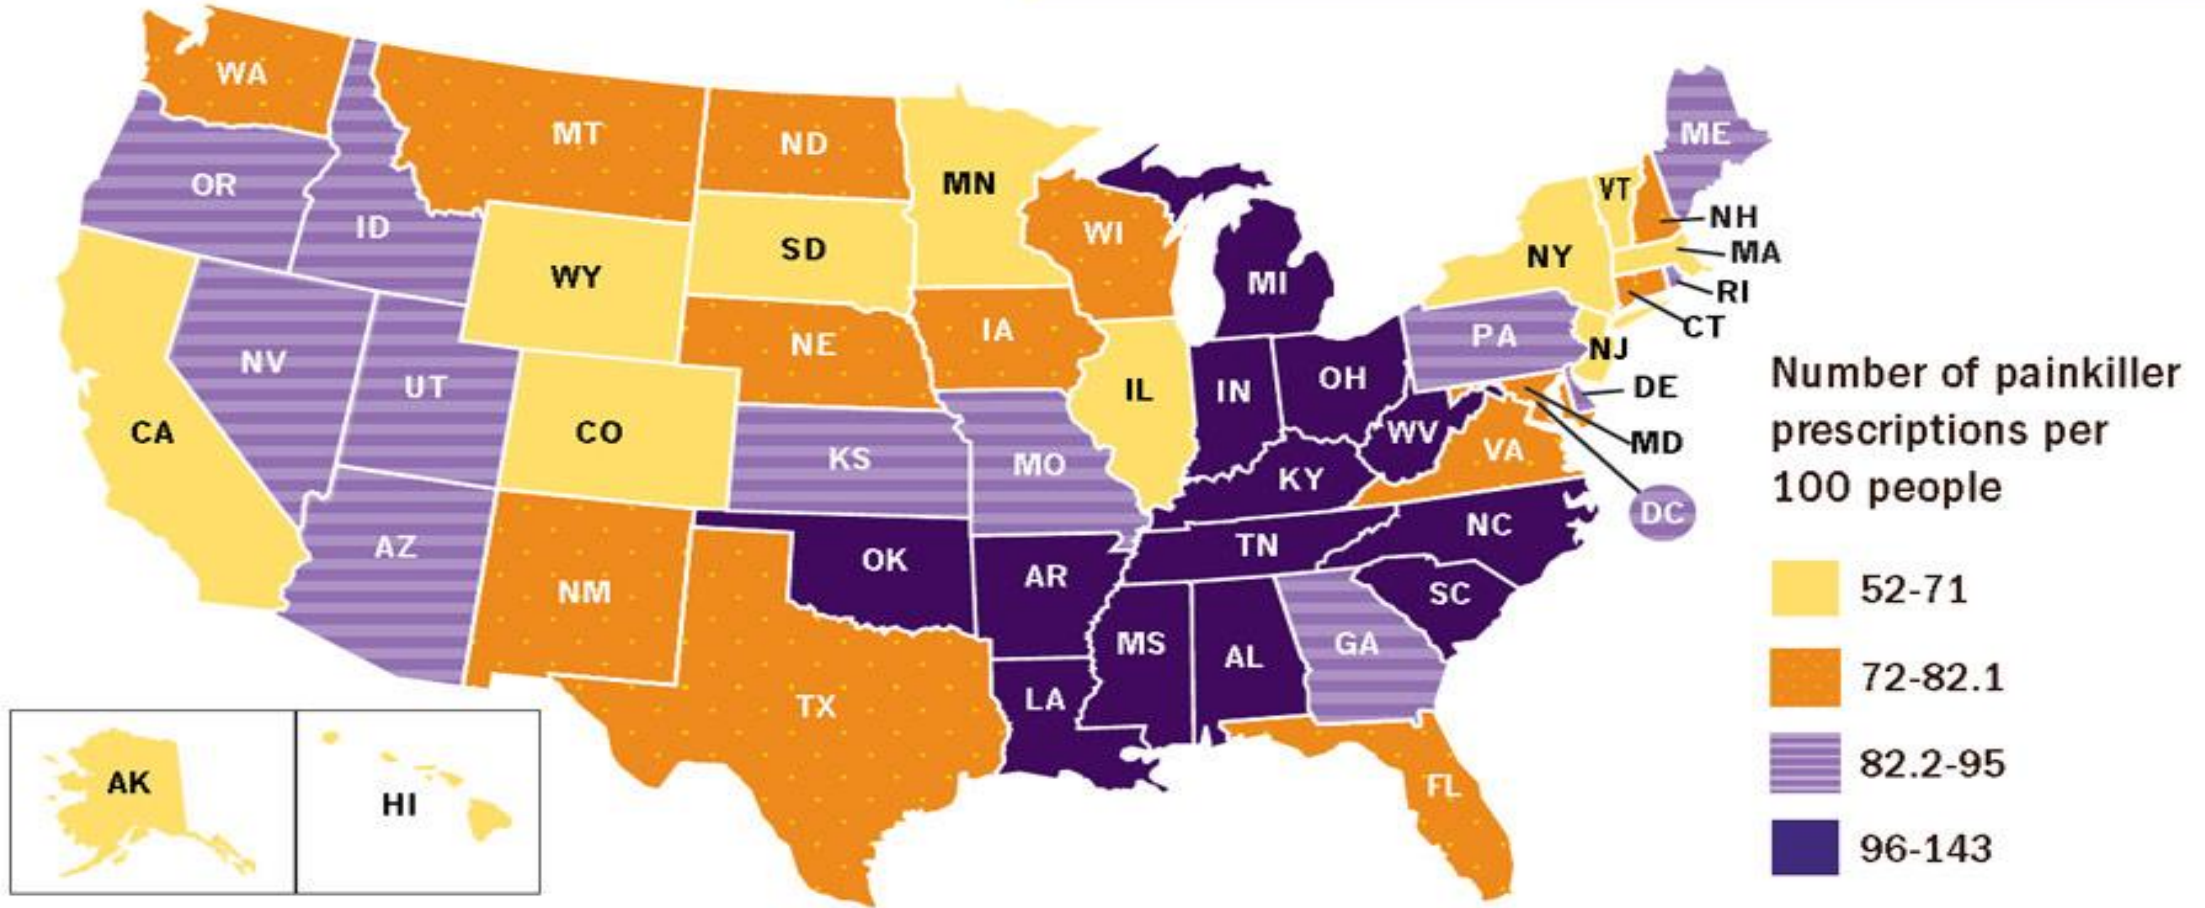 WA
MT
ND
MN
ME
OR
ID
WY
SD
WI
MI
NY
VT
NH
MA
RI
CT
NV
UT
CO
NE
IA
IL
IN
OH
PA
NJ
DE
MD
DC
CA
AZ
NM
KS
MO
KY
WV
VA
OK
AR
TN
NC
SC
TX
LA
MS
AL
GA
FL
AK
HI
Number of painkiller
prescriptions per
100 people
52-71
72-82.1
82.2-95
96-143